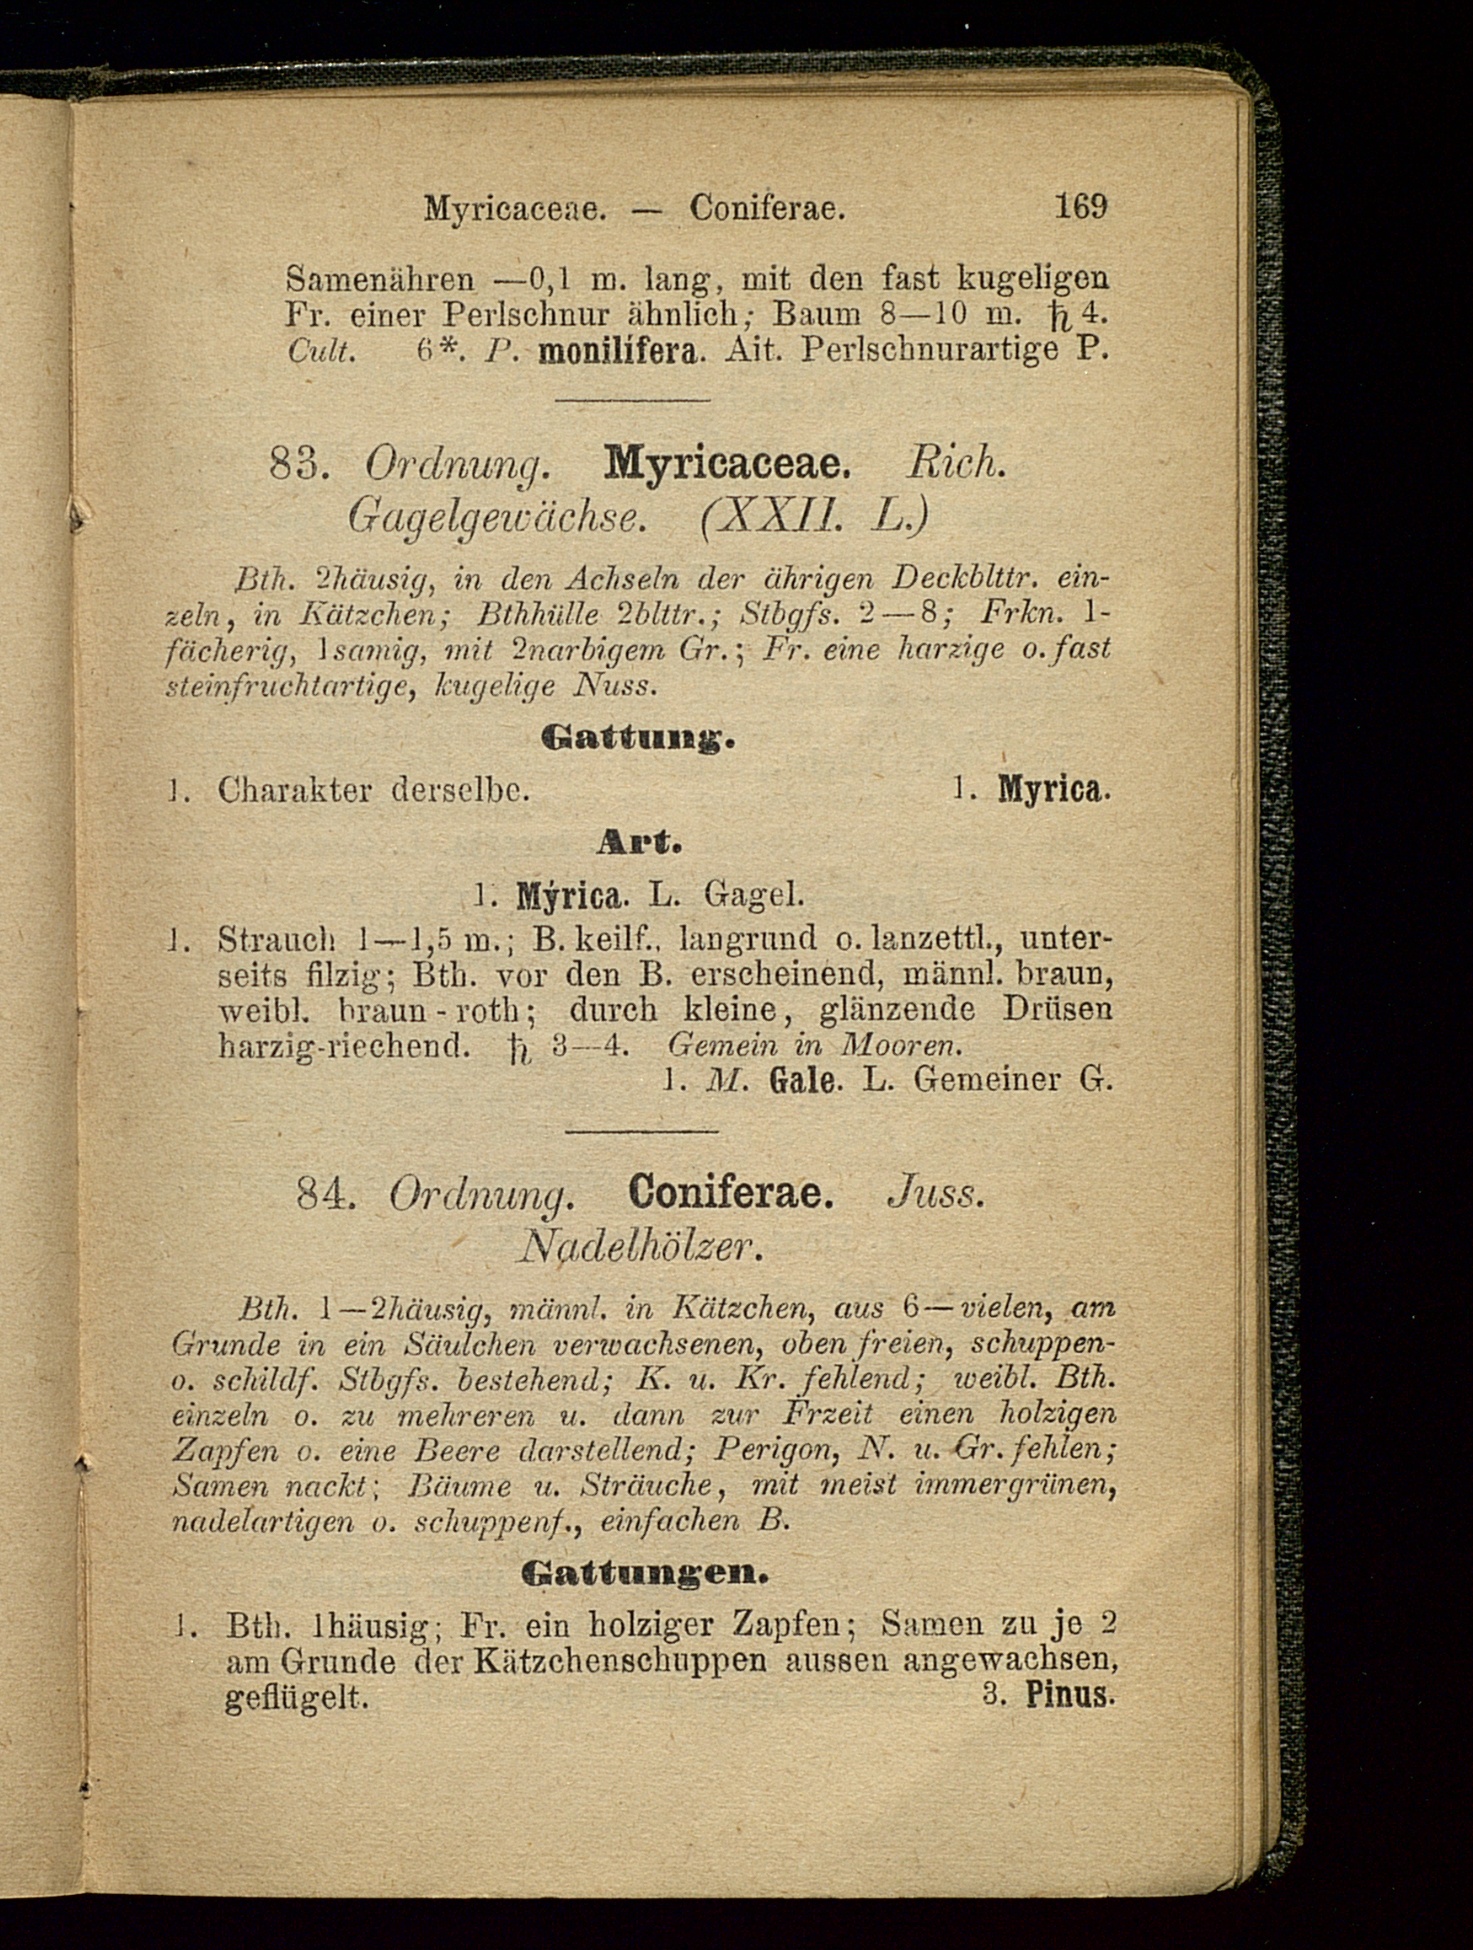 Myricaceae. — Coniferae. 169
Samenähren —0,1 m. lang, mit den fast kugeligen
Fr. einer Perlschnur ähnlich; Baum 8—10 m. ♄ 4.
Cult. 6*. P. monilífera. Ait. Perlschnurartige P.
83. Ordnung. Myricaceae. Rich.
Gagelgewächse. (XXII. L.)
Bth. 2häusig, in den Achseln der ährigen Deckblttr. ein-
zeln, in Kätzchen; Bthhülle 2blttr.; Stbgfs. 2—8; Frkn. 1-
fächerig, 1samig, mit 2narbigem Gr.; Fr. eine harzige o. fast
steinfruchtartige, kugelige Nuss.
Gattung.
1. Charakter derselbe. 1. Myrica.
Art.
1. Mýrica. L. Gagel.
1. Strauch 1—1,5 m.; B. keilf., langrund o. lanzettl., unter-
seits filzig; Bth. vor den B. erscheinend, männl. braun,
weibl. braun-roth; durch kleine, glänzende Drüsen
harzig-riechend. ♄ 3—4. Gemein in Mooren.
1. M. Gale. L. Gemeiner G.
84. Ordnung. Coniferae. Juss.
Nadelhölzer.
Bth. 1—2häusig, männl. in Kätzchen, aus 6—vielen, am
Grunde in ein Säulchen verwachsenen, oben freien, schuppen-
o. schildf. Stbgfs. bestehend; K. u. Kr. fehlend; weibl. Bth.
einzeln o. zu mehreren u. dann zur Frzeit einen holzigen
Zapfen o. eine Beere darstellend; Perigon, N. u. Gr. fehlen;
Samen nackt; Bäume u. Sträuche, mit meist immergrünen,
nadelartigen o. schuppenf., einfachen B.
Gattungen.
1. Bth. 1häusig; Fr. ein holziger Zapfen; Samen zu je 2
am Grunde der Kätzchenschuppen aussen angewachsen,
geflügelt. 3. Pinus.